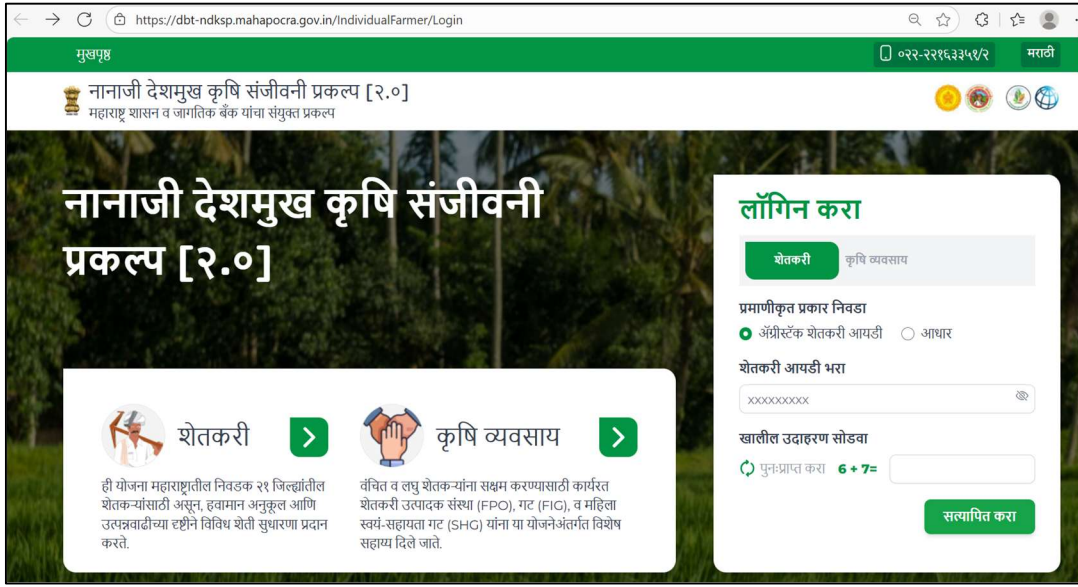 https://dbt-ndksp.mahapocra.gov.in/IndividualFarmer/Login
मुखपृष्ठ
०२२-२२१६३३५१/२
मराठी
नानाजी देशमुख कृषि संजीवनी प्रकल्प [२.०]
महाराष्ट्र शासन व जागतिक बँक यांचा संयुक्त प्रकल्प
नानाजी देशमुख कृषि संजीवनी
प्रकल्प [२.०]
शेतकरी
ही योजना महाराष्ट्रातील निवडक २१ जिल्ह्यांतील
शेतकऱ्यांसाठी असून, हवामान अनुकूल आणि
उत्पन्नवाढीच्या दृष्टीने विविध शेती सुधारणा प्रदान
करते.
कृषि व्यवसाय
वंचित व लघु शेतकऱ्यांना सक्षम करण्यासाठी कार्यरत
शेतकरी उत्पादक संस्था (FPO), गट (FIG), व महिला
स्वयं-सहायता गट (SHG) यांना या योजनेअंतर्गत विशेष
सहाय्य दिले जाते.
लॉगिन करा
शेतकरी
कृषि व्यवसाय
प्रमाणीकृत प्रकार निवडा
ॲग्रीस्टॅक शेतकरी आयडी
आधार
शेतकरी आयडी भरा
xxxxxxxxx
खालील उदाहरण सोडवा
पुनःप्राप्त करा 6 + 7=
सत्यापित करा